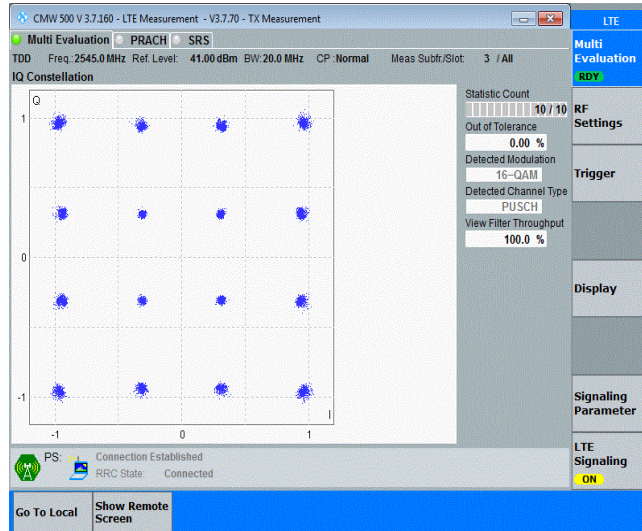 CMW 500 V 3.7.160 - LTE Measurement - V3.7.70 - TX Measurement
LTE
Multi Evaluation PRACH SRS
TDD Freq.: 2545.0 MHz Ref. Level: 41.00 dBm BW: 20.0 MHz CP : Normal Meas Subfr./Slot: 3 / All
IQ Constellation
Q
1
0
-1
-1 0 1
I
Statistic Count
10 / 10
Out of Tolerance
0.00 %
Detected Modulation
16-QAM
Detected Channel Type
PUSCH
View Filter Throughput
100.0 %
Multi
Evaluation
RDY
RF
Settings
Trigger
Display
Signaling
Parameter
LTE
Signaling
ON
PS: Connection Established
RRC State: Connected
Go To Local
Show Remote
Screen